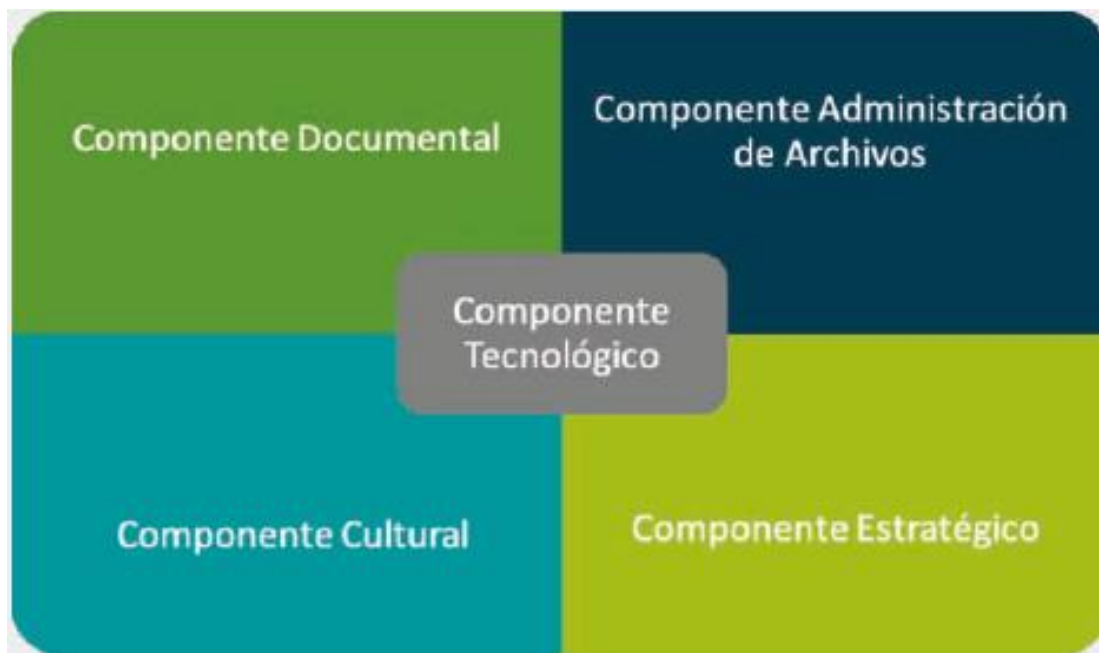 Componente Documental
Componente Administración
de Archivos
Componente
Tecnológico
Componente Cultural
Componente Estratégico